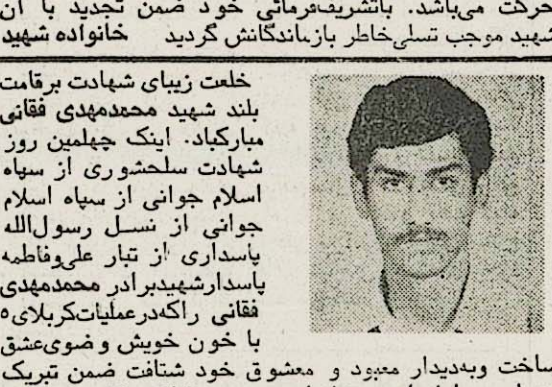 حرکت می‌باشد. باتشریف‌فرمائی خود ضمن تجدید با آن
شهید موجب تسلی‌خاطر بازماندگانش گردید خانواده شهید
خلعت زیبای شهادت برقامت
بلند شهید محمدمهدی فقانی
مبارکباد. اینک چهلمین روز
شهادت سلحشوری از سپاه
اسلام جوانی از سپاه اسلام
جوانی از نسل رسول‌الله
پاسداری از تبار علی‌وفاطمه
پاسدارشهیدبرادر محمدمهدی
فقانی راکه‌درعملیات‌کربلای۵
با خون خویش وضوی‌عشق
ساخت وبه‌دیدار معبود و معشوق خود شتافت ضمن تبریک